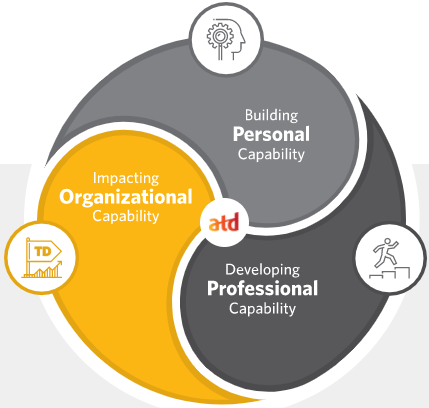 Building
Personal
Capability
Impacting
Organizational
Capability
atd
TD
Developing
Professional
Capability